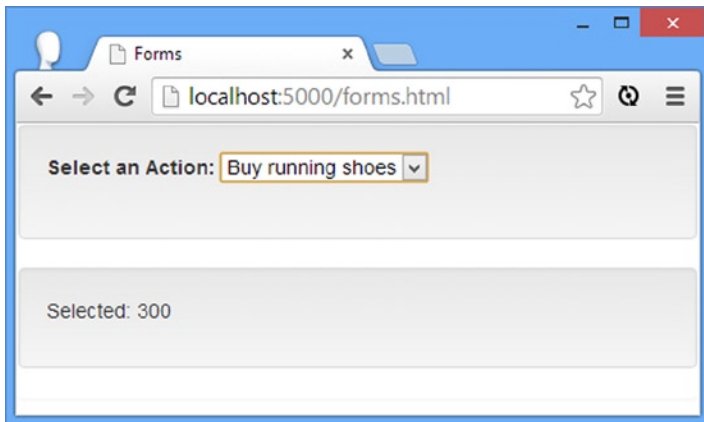 Forms
localhost:5000/forms.html
Select an Action: Buy running shoes
Selected: 300